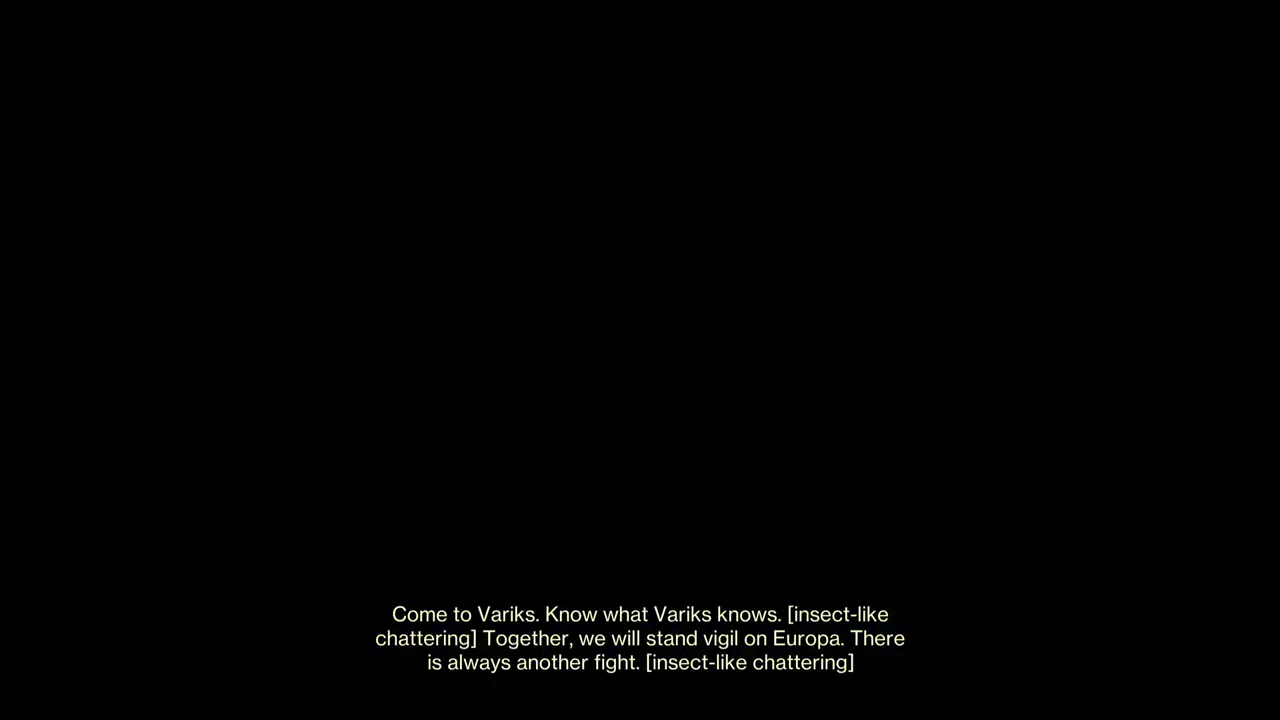 Come to Variks. Know what Variks knows. [insect-like
chattering] Together, we will stand vigil on Europa. There
is always another fight. [insect-like chattering]